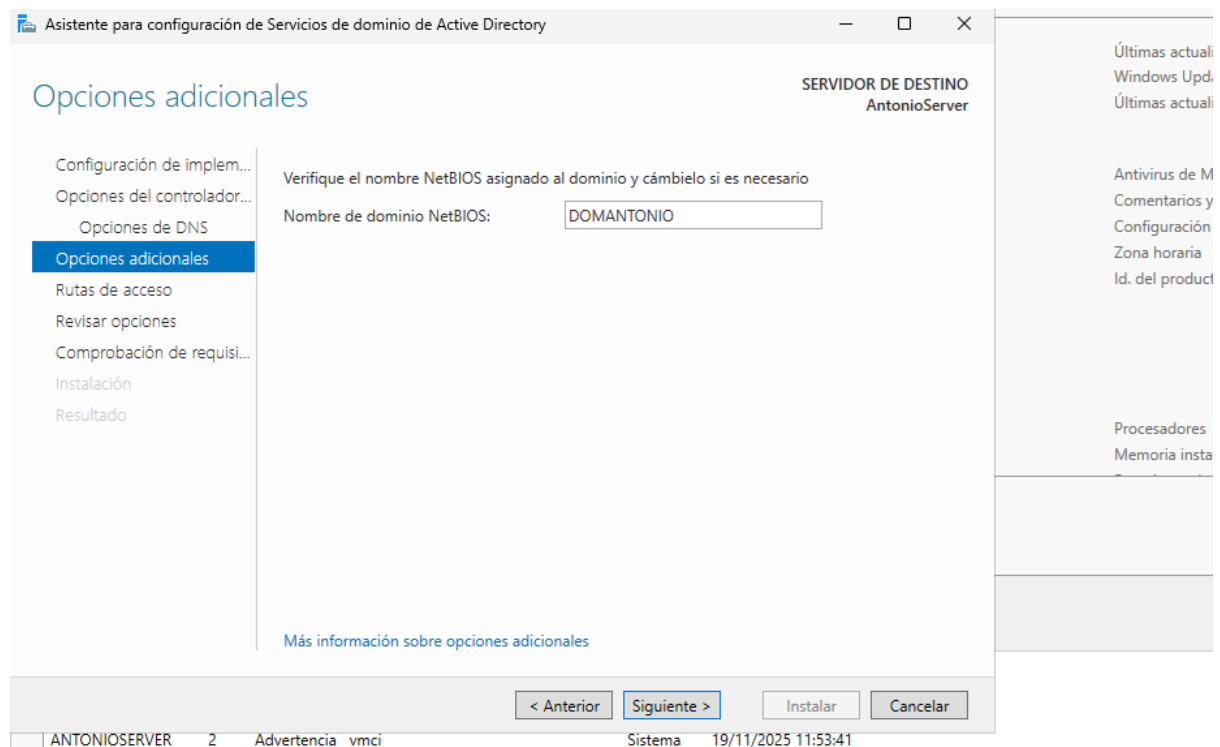 Asistente para configuración de Servicios de dominio de Active Directory
Opciones adicionales
SERVIDOR DE DESTINO
AntonioServer
Configuración de implem...
Opciones del controlador...
Opciones de DNS
Opciones adicionales
Rutas de acceso
Revisar opciones
Comprobación de requisi...
Instalación
Resultado
Verifique el nombre NetBIOS asignado al dominio y cámbielo si es necesario
Nombre de dominio NetBIOS: DOMANTONIO
Más información sobre opciones adicionales
< Anterior Siguiente > Instalar Cancelar
Últimas actuali
Windows Upda
Últimas actuali
Antivirus de M
Comentarios y
Configuración
Zona horaria
Id. del product
Procesadores
Memoria insta
ANTONIOSERVER 2 Advertencia vmci Sistema 19/11/2025 11:53:41